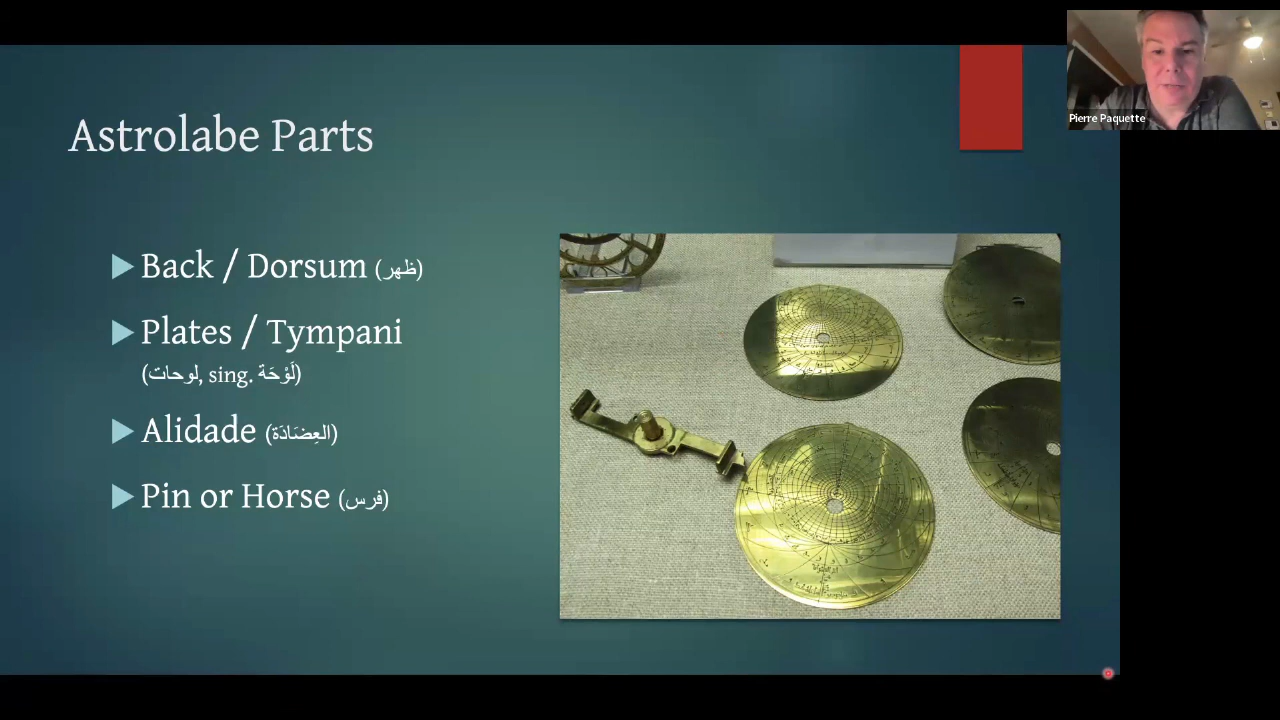 Astrolabe Parts
Back / Dorsum (ظهر)
Plates / Tympani
(لوحات, sing. لَوْحَة)
Alidade (العِضَادَة)
Pin or Horse (فرس)
Pierre Paquette